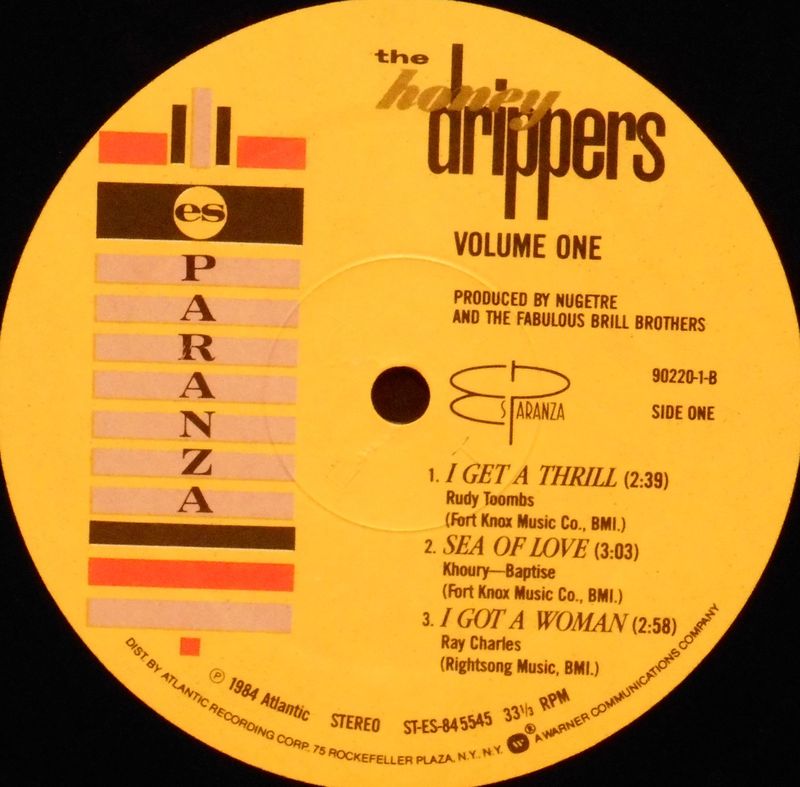 the
honey
drippers
VOLUME ONE
PRODUCED BY NUGETRE
AND THE FABULOUS BRILL BROTHERS
es
PARANZA
ES PARANZA
90220-1-B
SIDE ONE
1. I GET A THRILL (2:39)
Rudy Toombs
(Fort Knox Music Co., BMI.)
2. SEA OF LOVE (3:03)
Khoury—Baptise
(Fort Knox Music Co., BMI.)
3. I GOT A WOMAN (2:58)
Ray Charles
(Rightsong Music, BMI.)
℗ 1984 Atlantic STEREO ST-ES-845545 33⅓ RPM
DIST. BY ATLANTIC RECORDING CORP. 75 ROCKEFELLER PLAZA, N.Y. N.Y. W ® A WARNER COMMUNICATIONS COMPANY